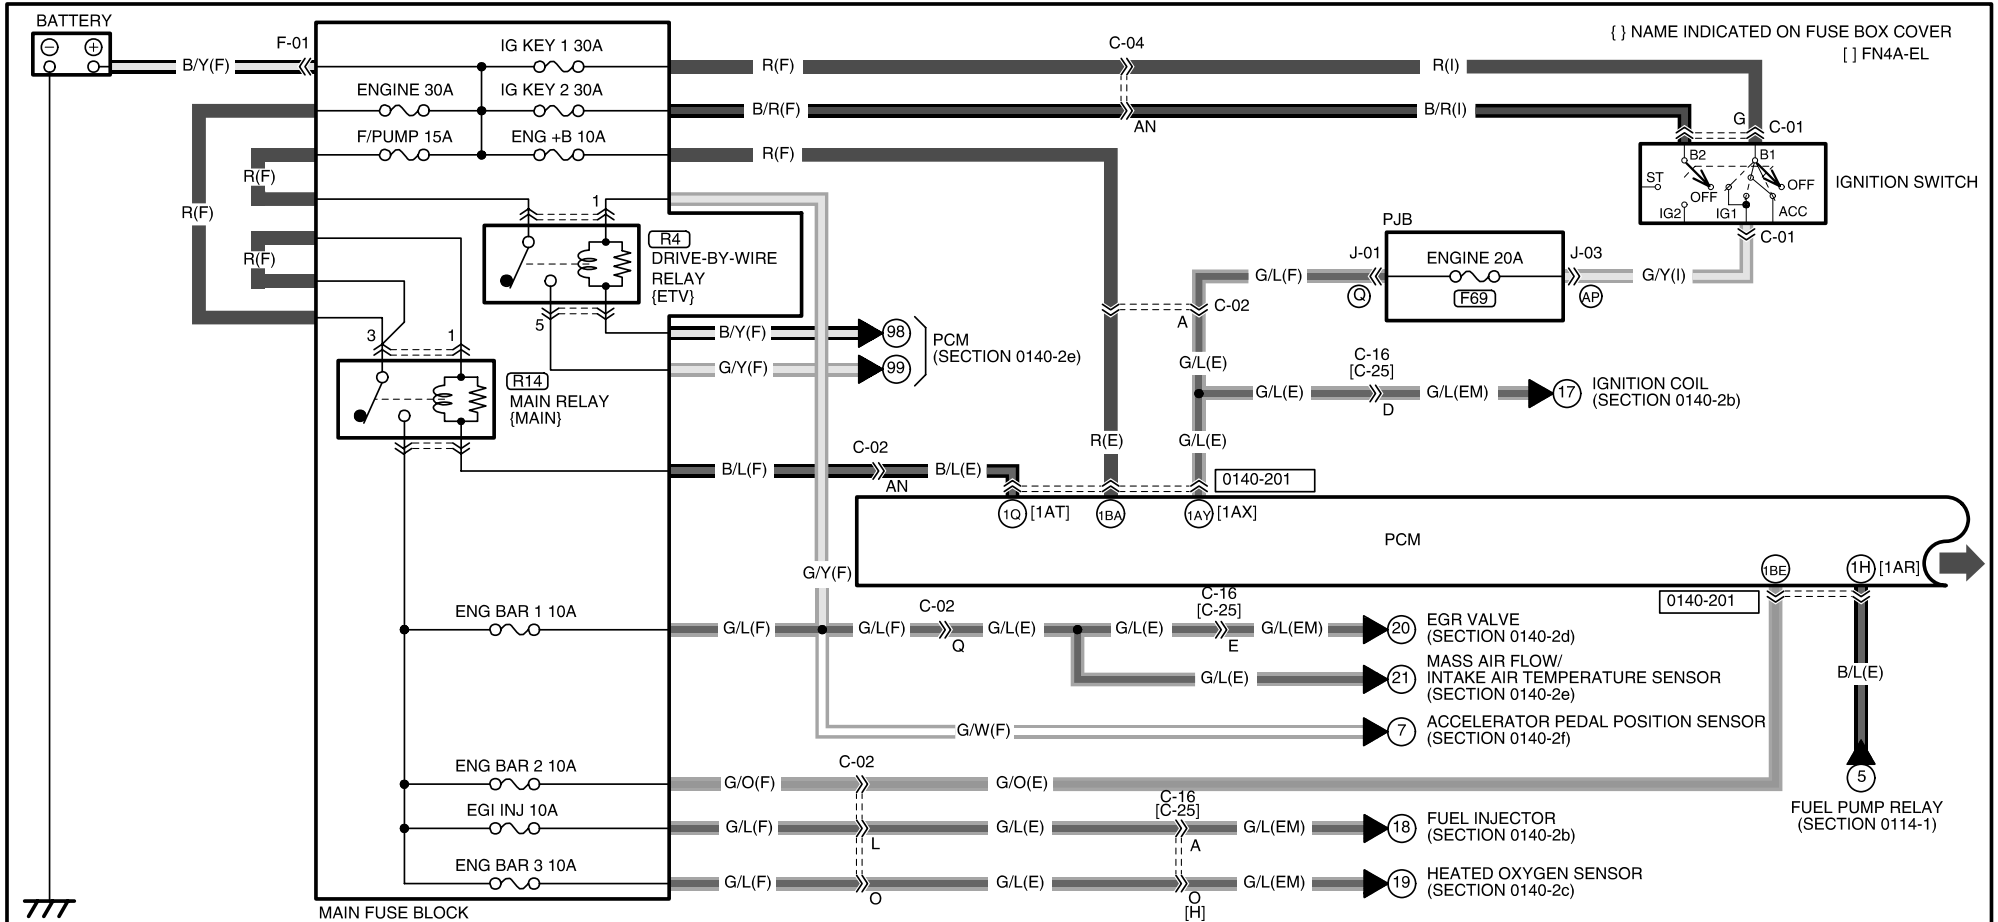 BATTERY
− +
F-01
B/Y(F)
IG KEY 1 30A
ENGINE 30A
IG KEY 2 30A
F/PUMP 15A
ENG +B 10A
R(F)
C-04
R(I)
B/R(F)
AN
B/R(I)
R(F)
{ } NAME INDICATED ON FUSE BOX COVER
[ ] FN4A-EL
G
C-01
B2
B1
ST
OFF
OFF
IG2
IG1
ACC
IGNITION SWITCH
C-01
R(F)
R(F)
R(F)
1
R4
DRIVE-BY-WIRE
RELAY
{ETV}
5
3
1
R14
MAIN RELAY
{MAIN}
B/Y(F)
98
G/Y(F)
99
PCM
(SECTION 0140-2e)
PJB
J-01
ENGINE 20A
J-03
G/L(F)
Q
F69
AP
G/Y(I)
C-02
A
G/L(E)
C-16
[C-25]
G/L(E)
D
G/L(EM)
17
IGNITION COIL
(SECTION 0140-2b)
R(E)
G/L(E)
C-02
B/L(F)
B/L(E)
AN
0140-201
1Q
[1AT]
1BA
1AY
[1AX]
PCM
1BE
1H
[1AR]
0140-201
G/Y(F)
ENG BAR 1 10A
G/L(F)
G/L(F)
C-02
Q
G/L(E)
G/L(E)
C-16
[C-25]
E
G/L(EM)
20
EGR VALVE
(SECTION 0140-2d)
G/L(E)
21
MASS AIR FLOW/
INTAKE AIR TEMPERATURE SENSOR
(SECTION 0140-2e)
B/L(E)
G/W(F)
7
ACCELERATOR PEDAL POSITION SENSOR
(SECTION 0140-2f)
ENG BAR 2 10A
G/O(F)
C-02
G/O(E)
5
FUEL PUMP RELAY
(SECTION 0114-1)
EGI INJ 10A
G/L(F)
L
G/L(E)
C-16
[C-25]
A
G/L(EM)
18
FUEL INJECTOR
(SECTION 0140-2b)
ENG BAR 3 10A
G/L(F)
O
G/L(E)
O
[H]
G/L(EM)
19
HEATED OXYGEN SENSOR
(SECTION 0140-2c)
MAIN FUSE BLOCK